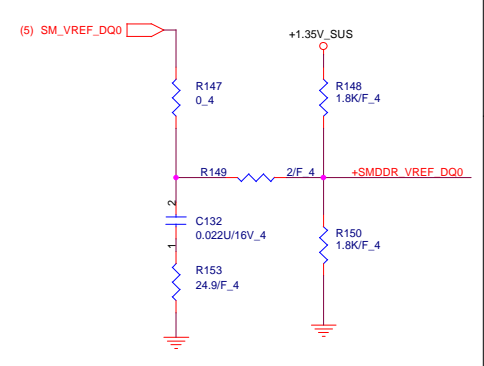 (5) SM_VREF_DQ0
+1.35V_SUS
R147
0_4
R148
1.8K/F_4
R149
2/F_4
+SMDDR_VREF_DQ0
2
C132
0.022U/16V_4
1
R150
1.8K/F_4
R153
24.9/F_4